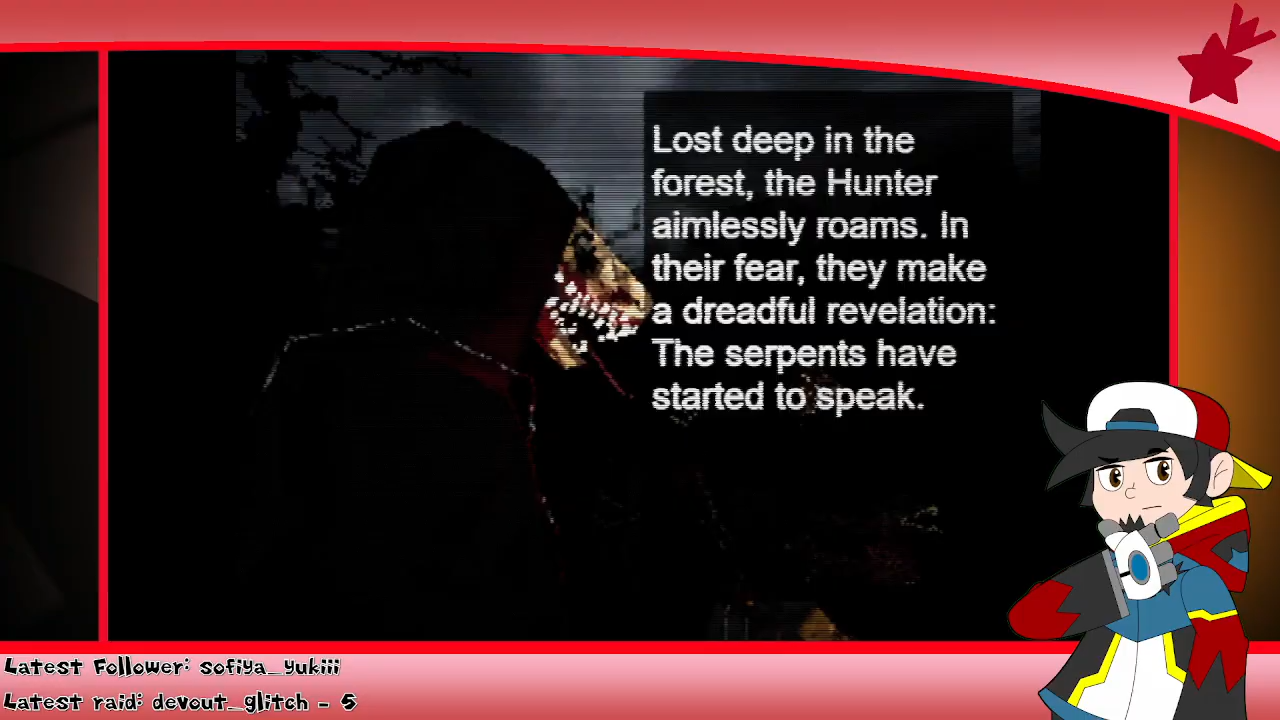 Lost deep in the
forest, the Hunter
aimlessly roams. In
their fear, they make
a dreadful revelation:
The serpents have
started to speak.
Latest Follower: sofiya_yukiii
Latest raid: devout_glitch - 5